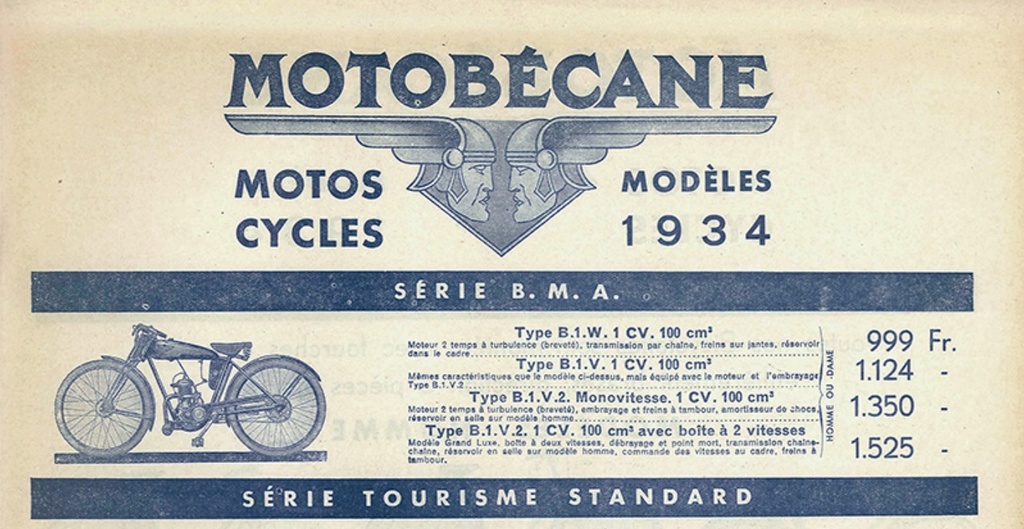 MOTOBÉCANE
MOTOS
CYCLES
MODÈLES
1934
SÉRIE B. M. A.
Type B.1.W. 1 CV. 100 cm³
Moteur 2 temps à turbulence (breveté), transmission par chaîne, freins sur jantes, réservoir
dans le cadre.
999 Fr.
Type B.1.V. 1 CV. 100 cm³
Mêmes caractéristiques que le modèle ci-dessus, mais équipé avec le moteur et l'embrayage
Type B.1.V.2
1.124 -
Type B.1.V.2. Monovitesse. 1 CV. 100 cm³
Moteur 2 temps à turbulence (breveté), embrayage et freins à tambour, amortisseur de chocs,
réservoir en selle sur modèle homme
1.350 -
Type B.1.V.2. 1 CV. 100 cm³ avec boîte à 2 vitesses
Modèle Grand Luxe, boîte à deux vitesses, débrayage et point mort, transmission chaîne-
chaîne, réservoir en selle sur modèle homme, commande des vitesses au cadre, freins à
tambour.
1.525 -
HOMME OU DAME
SÉRIE TOURISME STANDARD